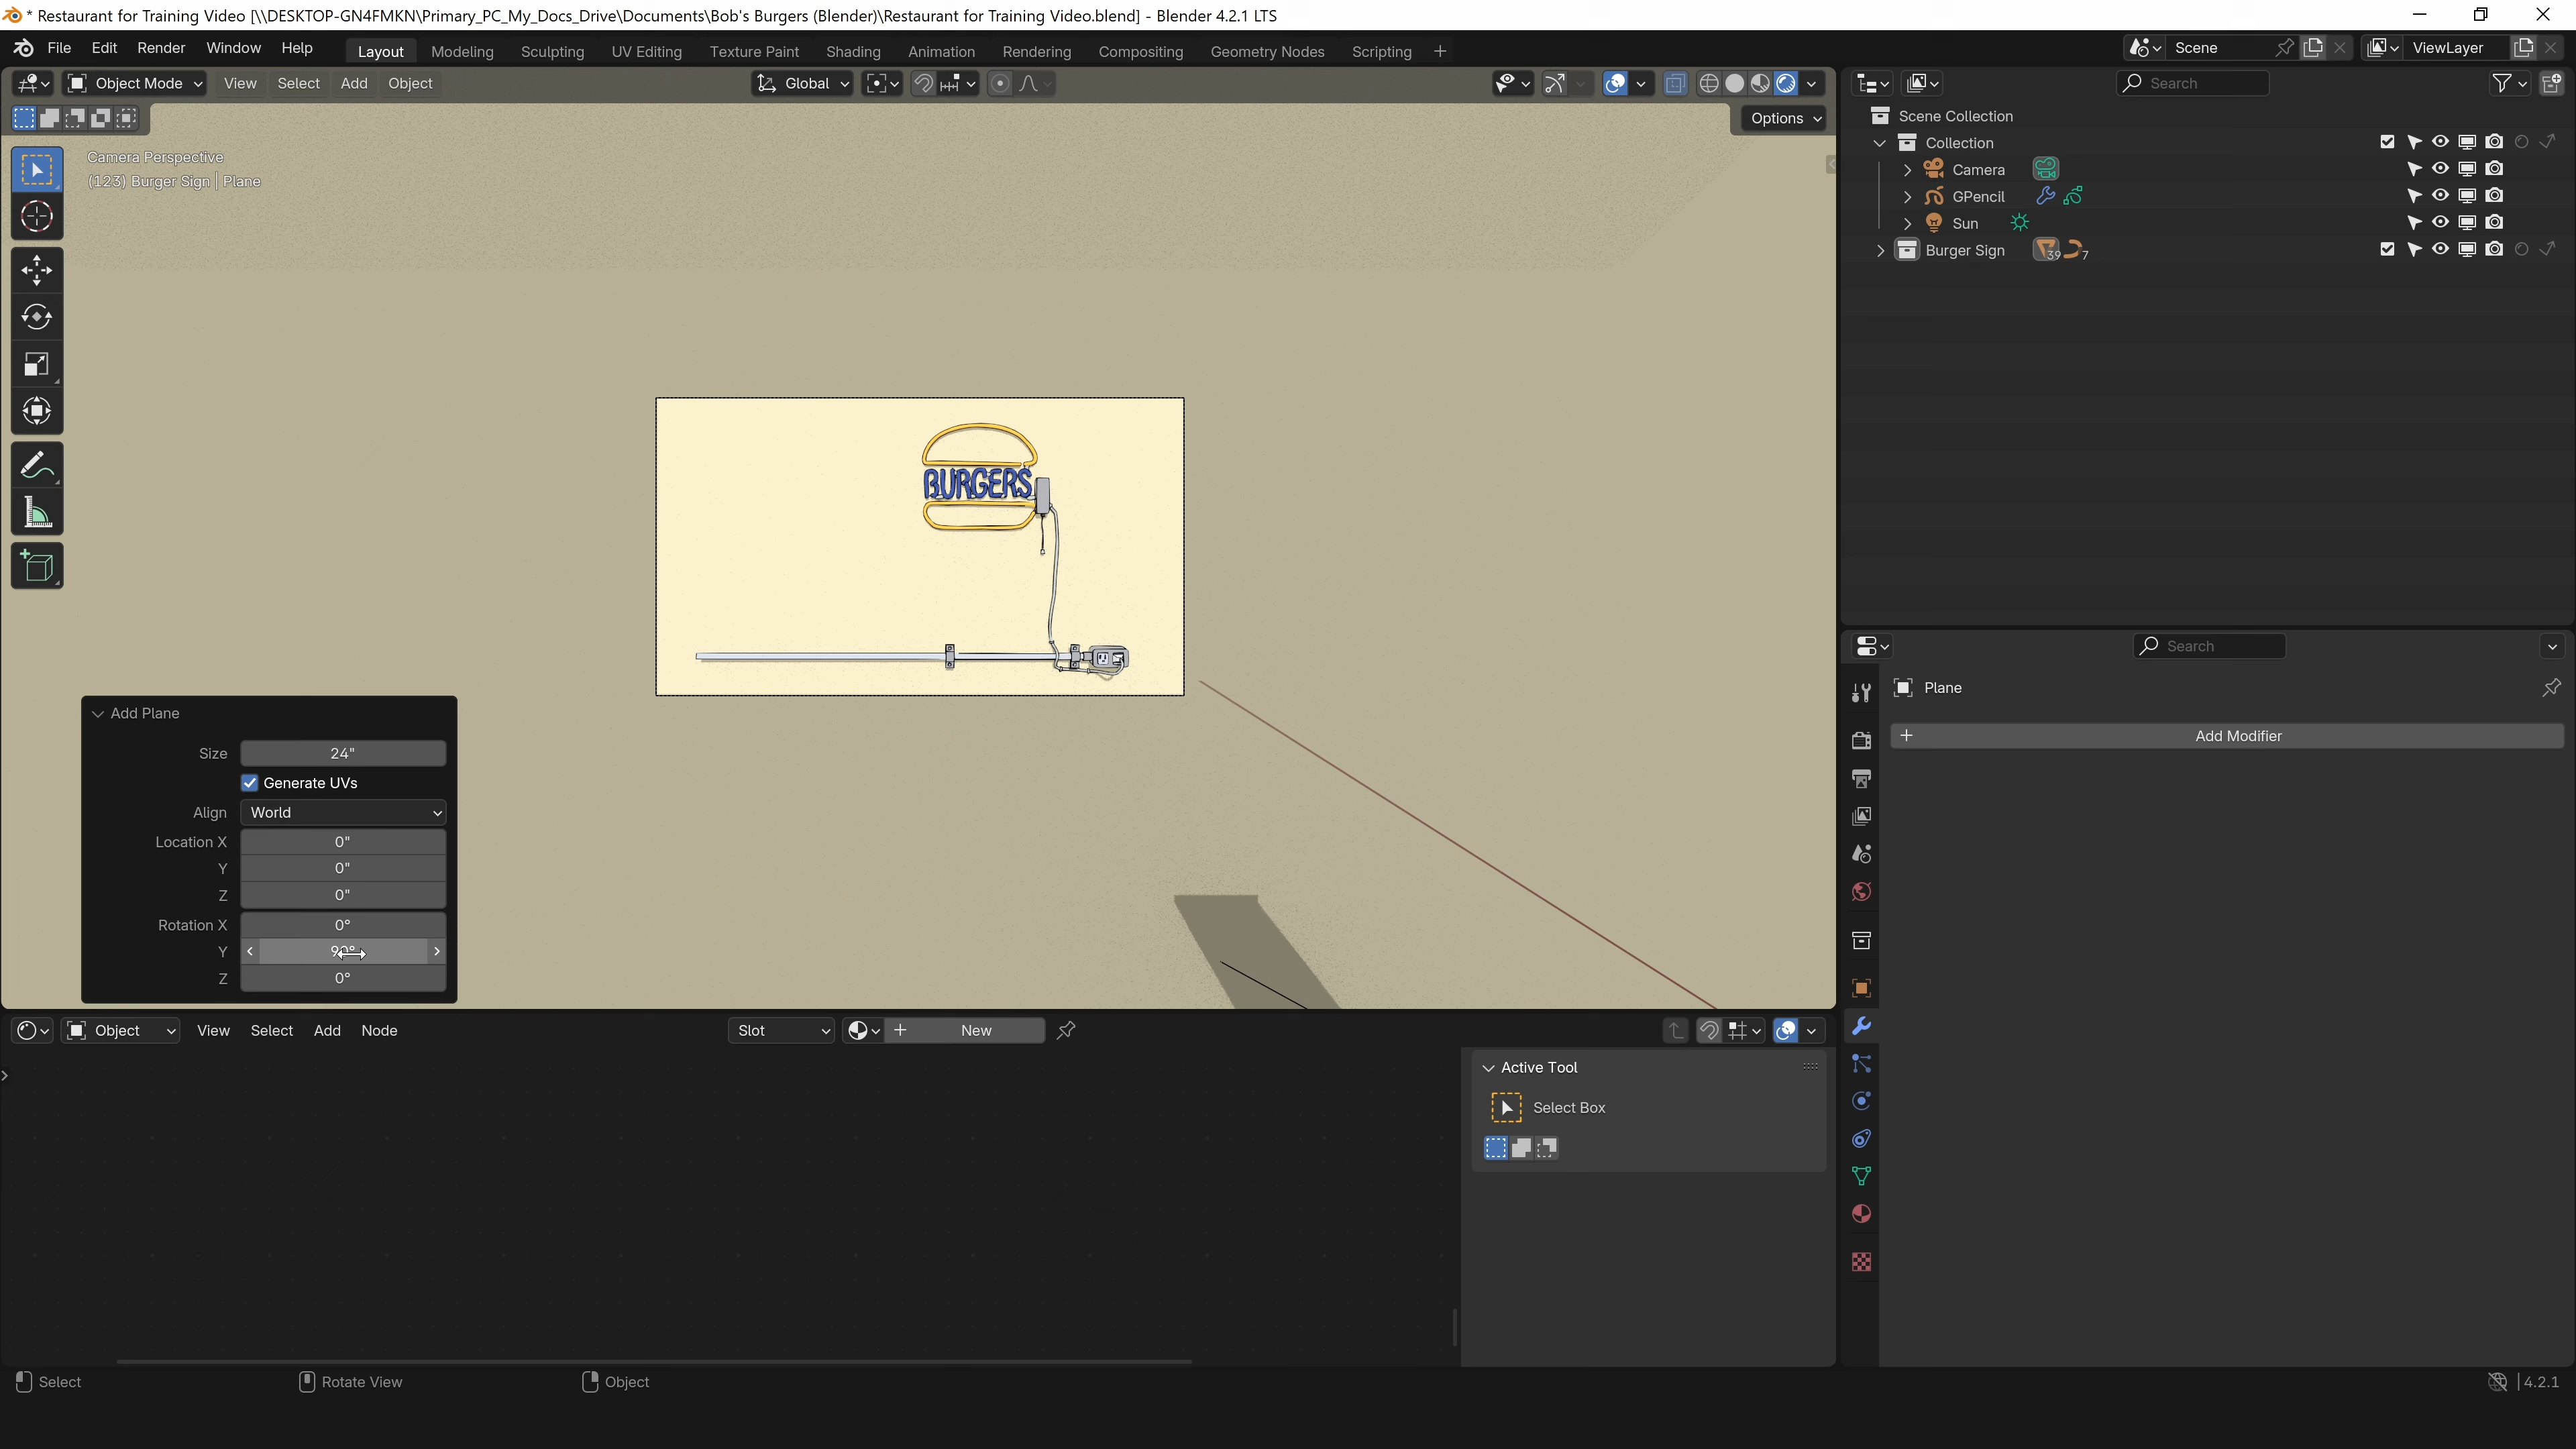 * Restaurant for Training Video [\\DESKTOP-GN4FMKN\Primary_PC_My_Docs_Drive\Documents\Bob's Burgers (Blender)\Restaurant for Training Video.blend] - Blender 4.2.1 LTS
File Edit Render Window Help Layout Modeling Sculpting UV Editing Texture Paint Shading Animation Rendering Compositing Geometry Nodes Scripting + Scene ViewLayer
Object Mode View Select Add Object Global Search
Options
Camera Perspective
(123) Burger Sign | Plane
Scene Collection
Collection
Camera
GPencil
Sun
Burger Sign 39 7
BURGERS
Search
Plane
Add Modifier
Add Plane
Size 24"
Generate UVs
Align World
Location X 0"
Y 0"
Z 0"
Rotation X 0°
Y
Z 0°
Object View Select Add Node Slot New
Active Tool
Select Box
Select Rotate View Object 4.2.1